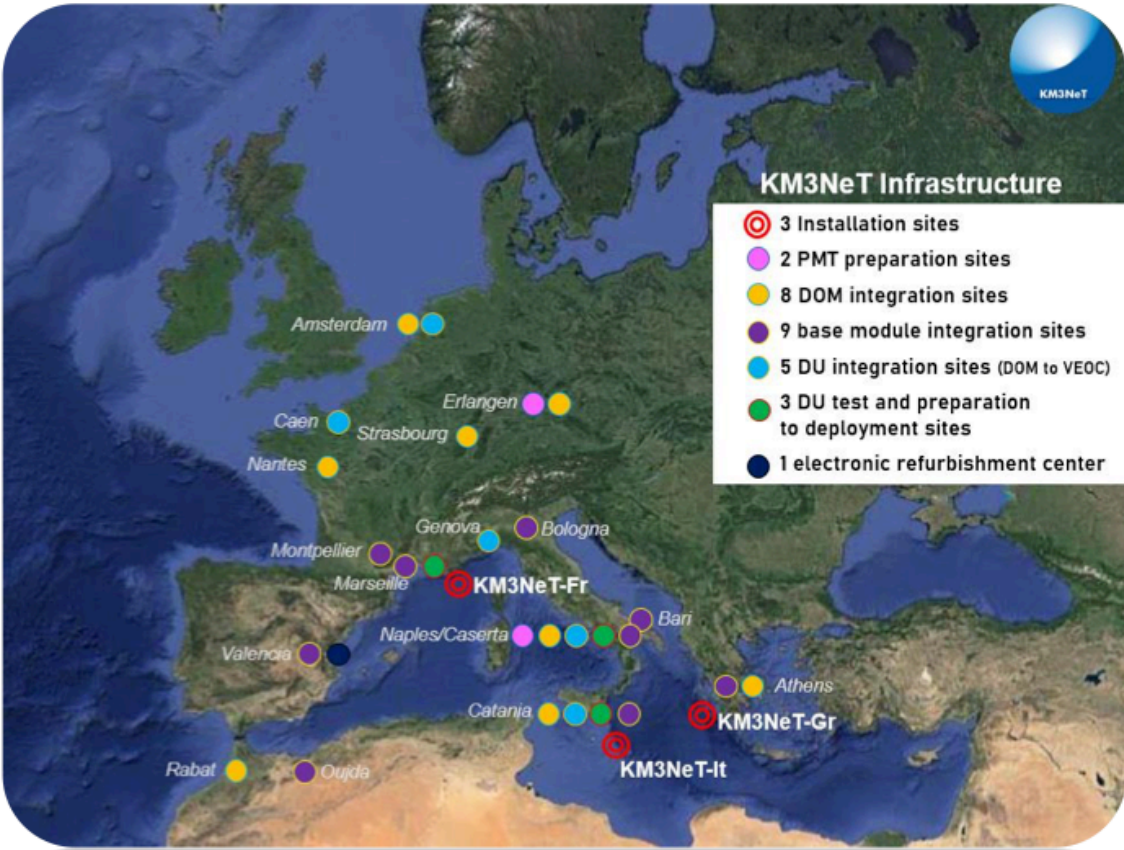 KM3NeT
KM3NeT Infrastructure
3 Installation sites
2 PMT preparation sites
8 DOM integration sites
9 base module integration sites
5 DU integration sites (DOM to VEOC)
3 DU test and preparation
to deployment sites
1 electronic refurbishment center
Amsterdam
Erlangen
Caen
Strasbourg
Nantes
Genova
Bologna
Montpellier
Marseille
KM3NeT-Fr
Bari
Naples/Caserta
Valencia
Athens
Catania
KM3NeT-Gr
KM3NeT-It
Rabat
Oujda